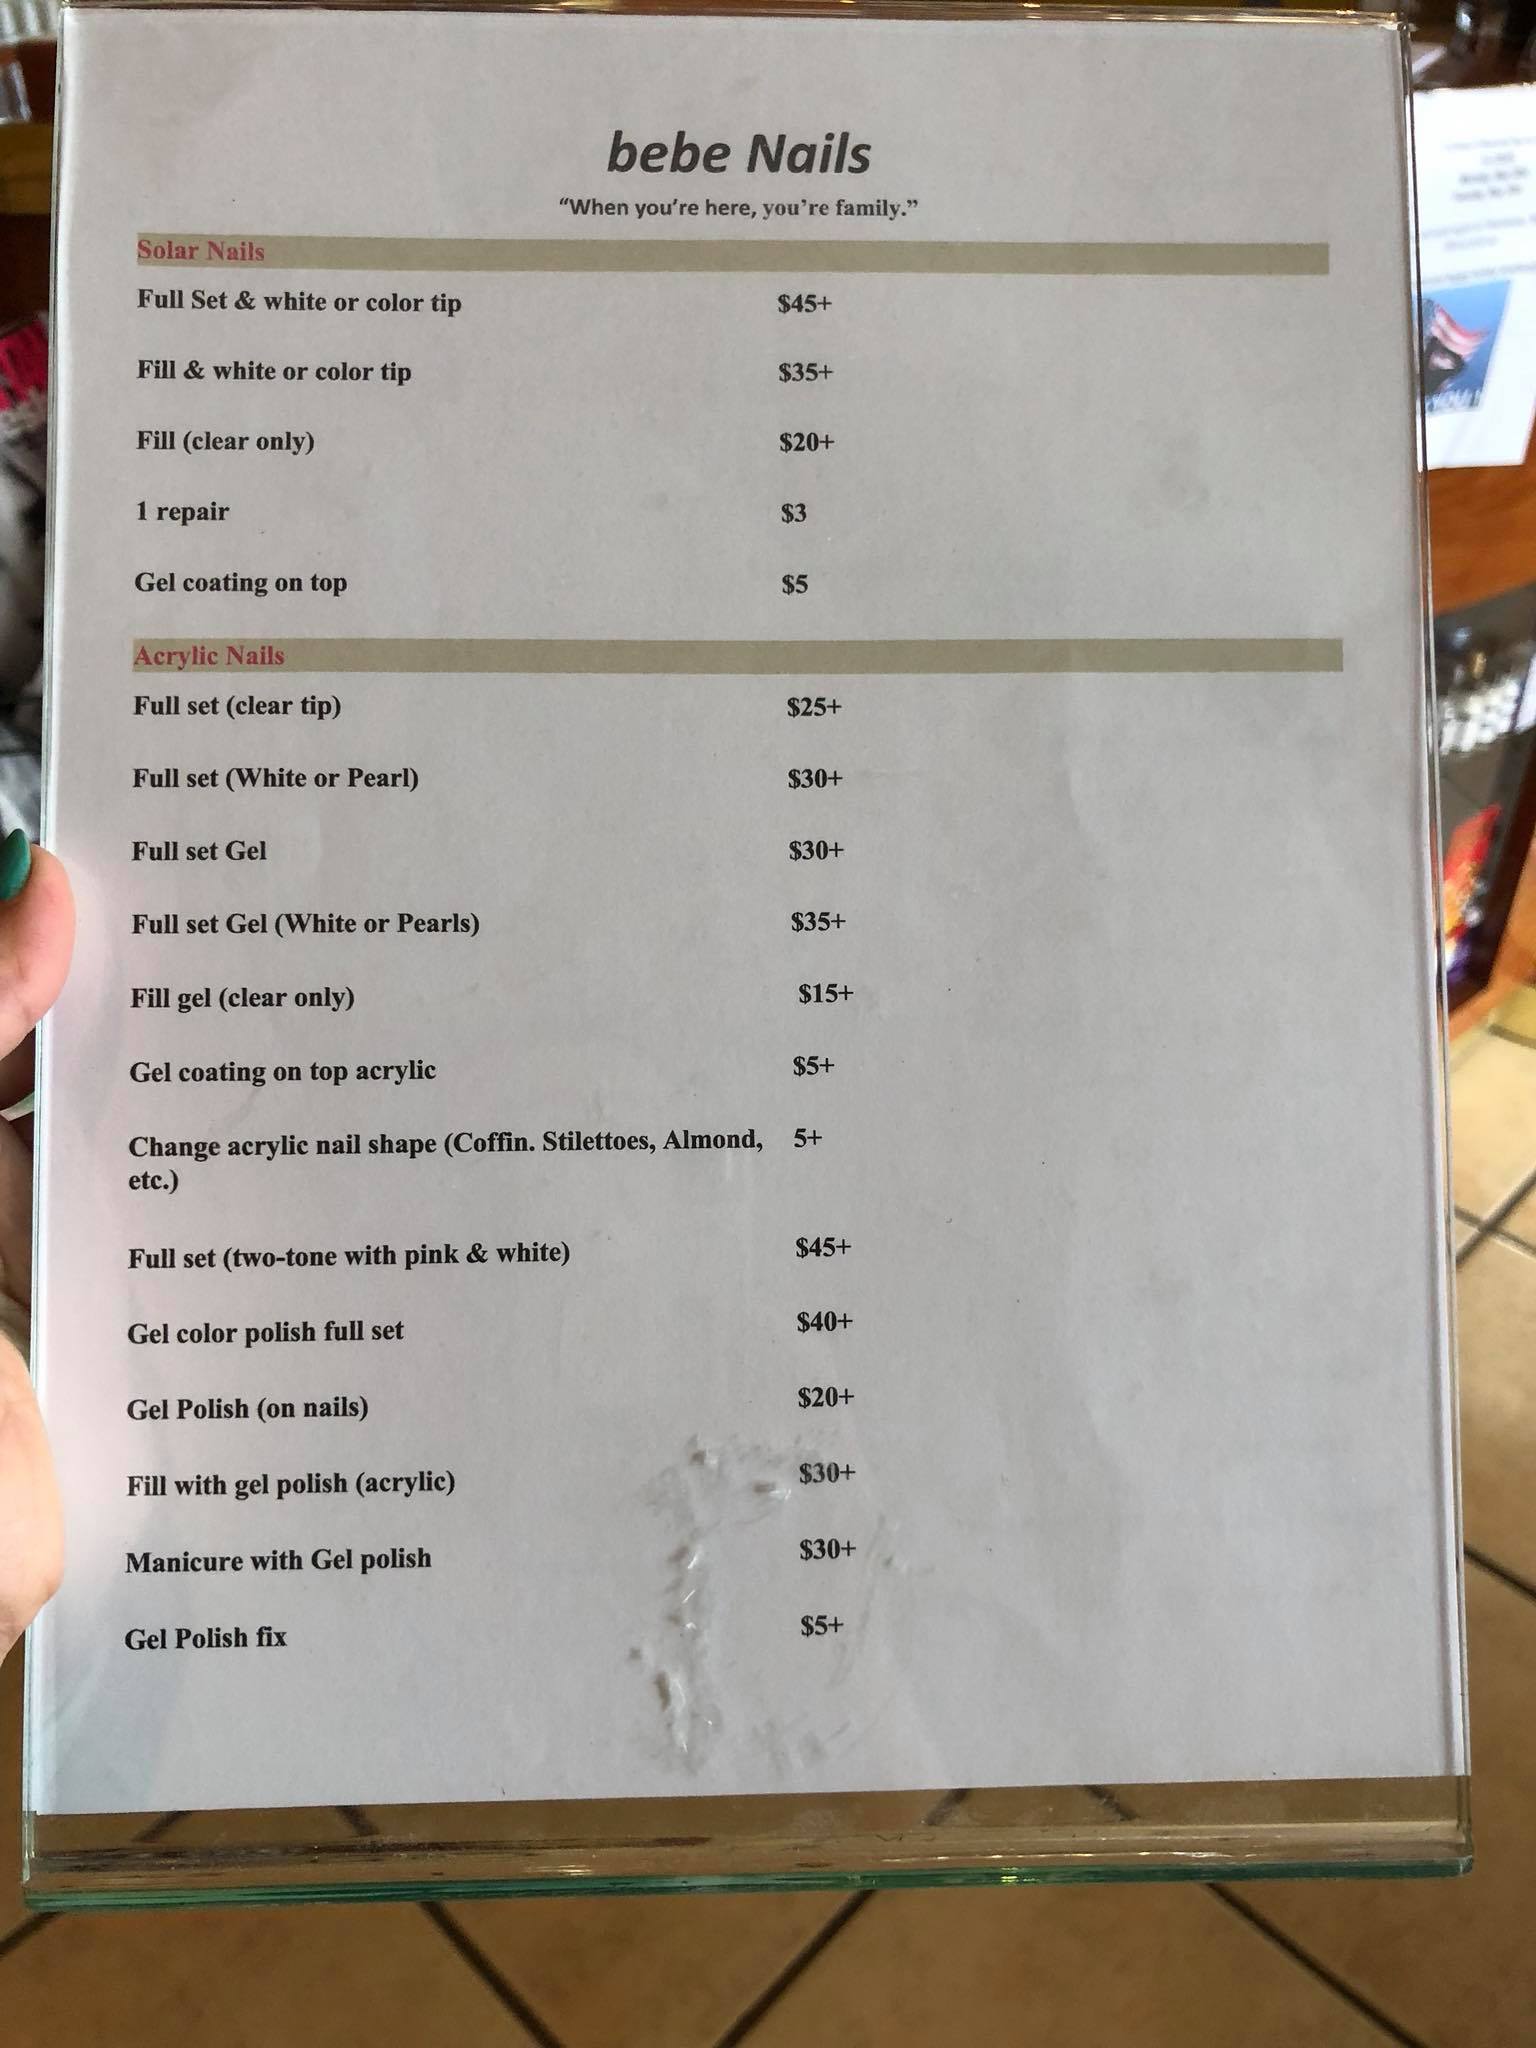 bebe Nails
“When you’re here, you’re family.”
Solar Nails
Full Set & white or color tip $45+
Fill & white or color tip $35+
Fill (clear only) $20+
1 repair $3
Gel coating on top $5
Acrylic Nails
Full set (clear tip) $25+
Full set (White or Pearl) $30+
Full set Gel $30+
Full set Gel (White or Pearls) $35+
Fill gel (clear only) $15+
Gel coating on top acrylic $5+
Change acrylic nail shape (Coffin. Stilettoes, Almond, 5+
etc.)
Full set (two-tone with pink & white) $45+
Gel color polish full set $40+
Gel Polish (on nails) $20+
Fill with gel polish (acrylic) $30+
Manicure with Gel polish $30+
Gel Polish fix $5+